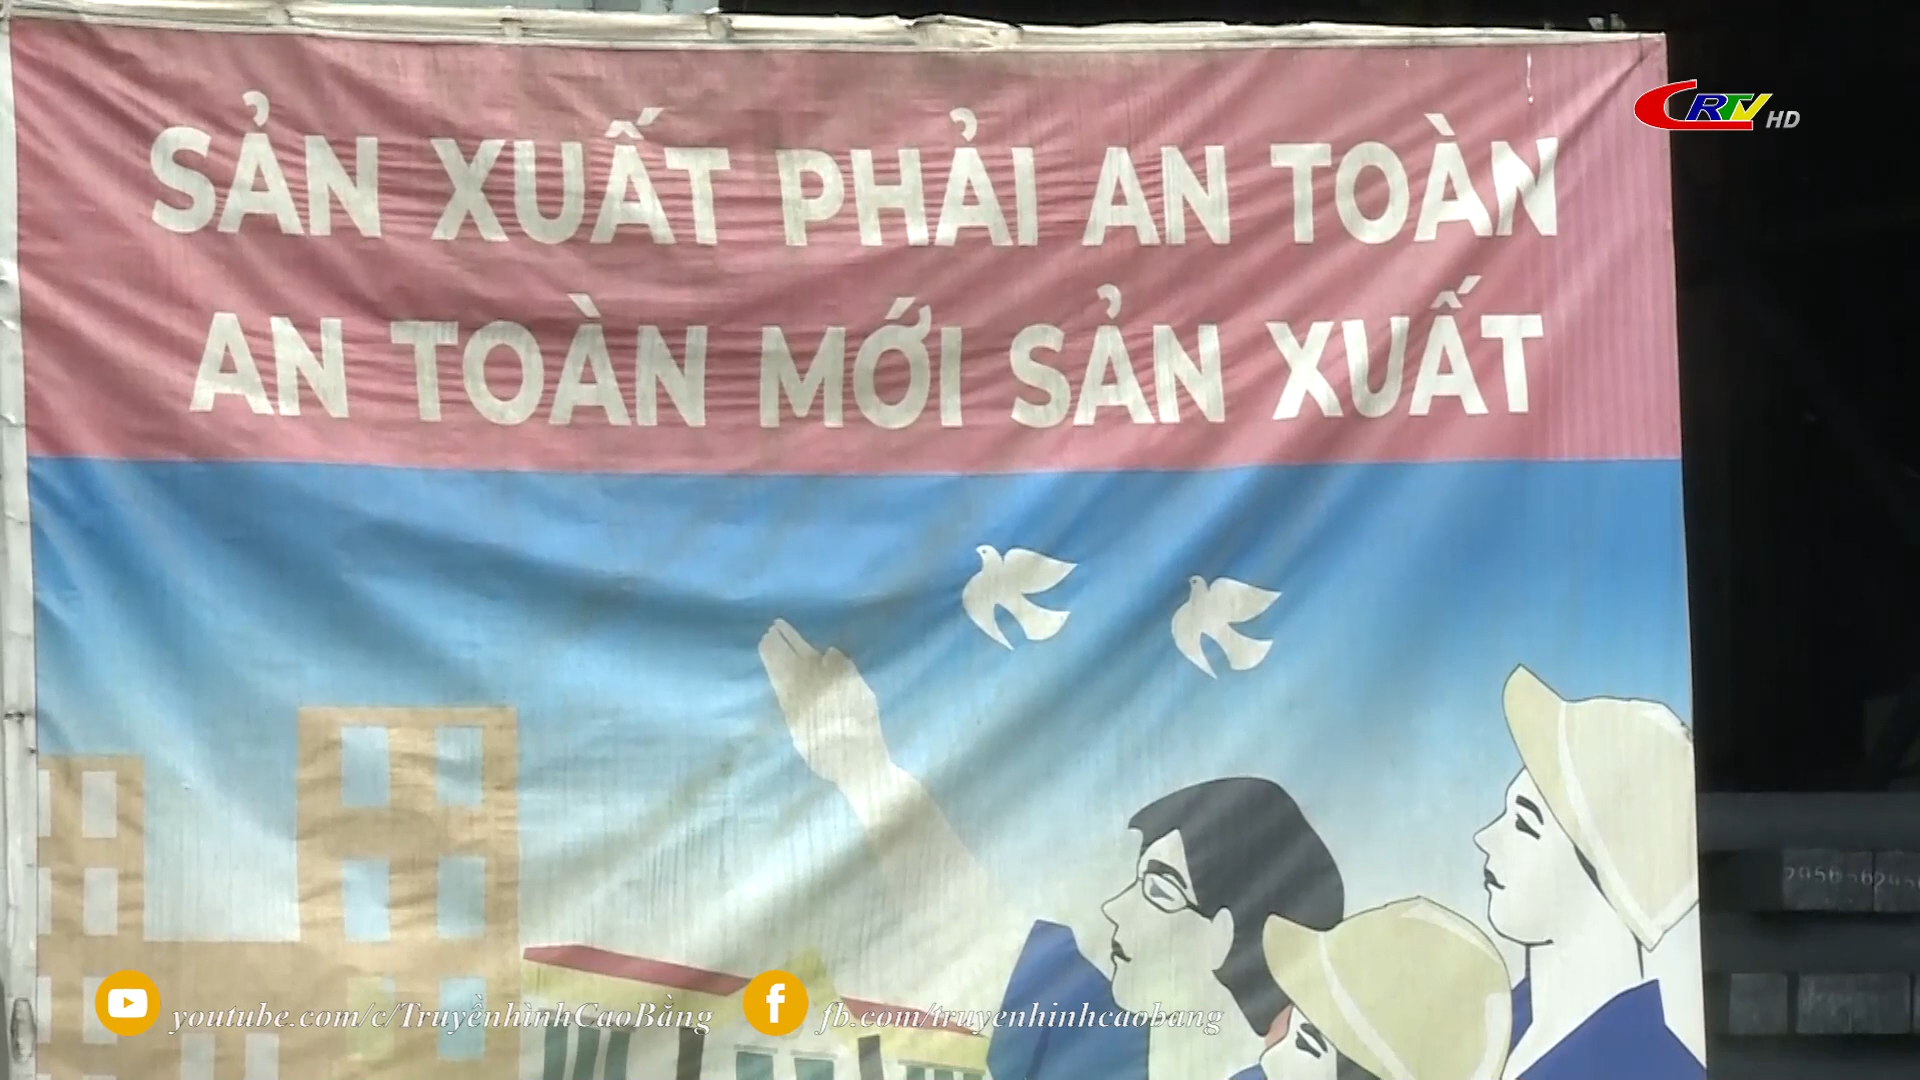 CRTV HD
SẢN XUẤT PHẢI AN TOÀN
AN TOÀN MỚI SẢN XUẤT
youtube.com/c/TruyềnhìnhCaoBằng
fb.com/truyenhinhcaobang